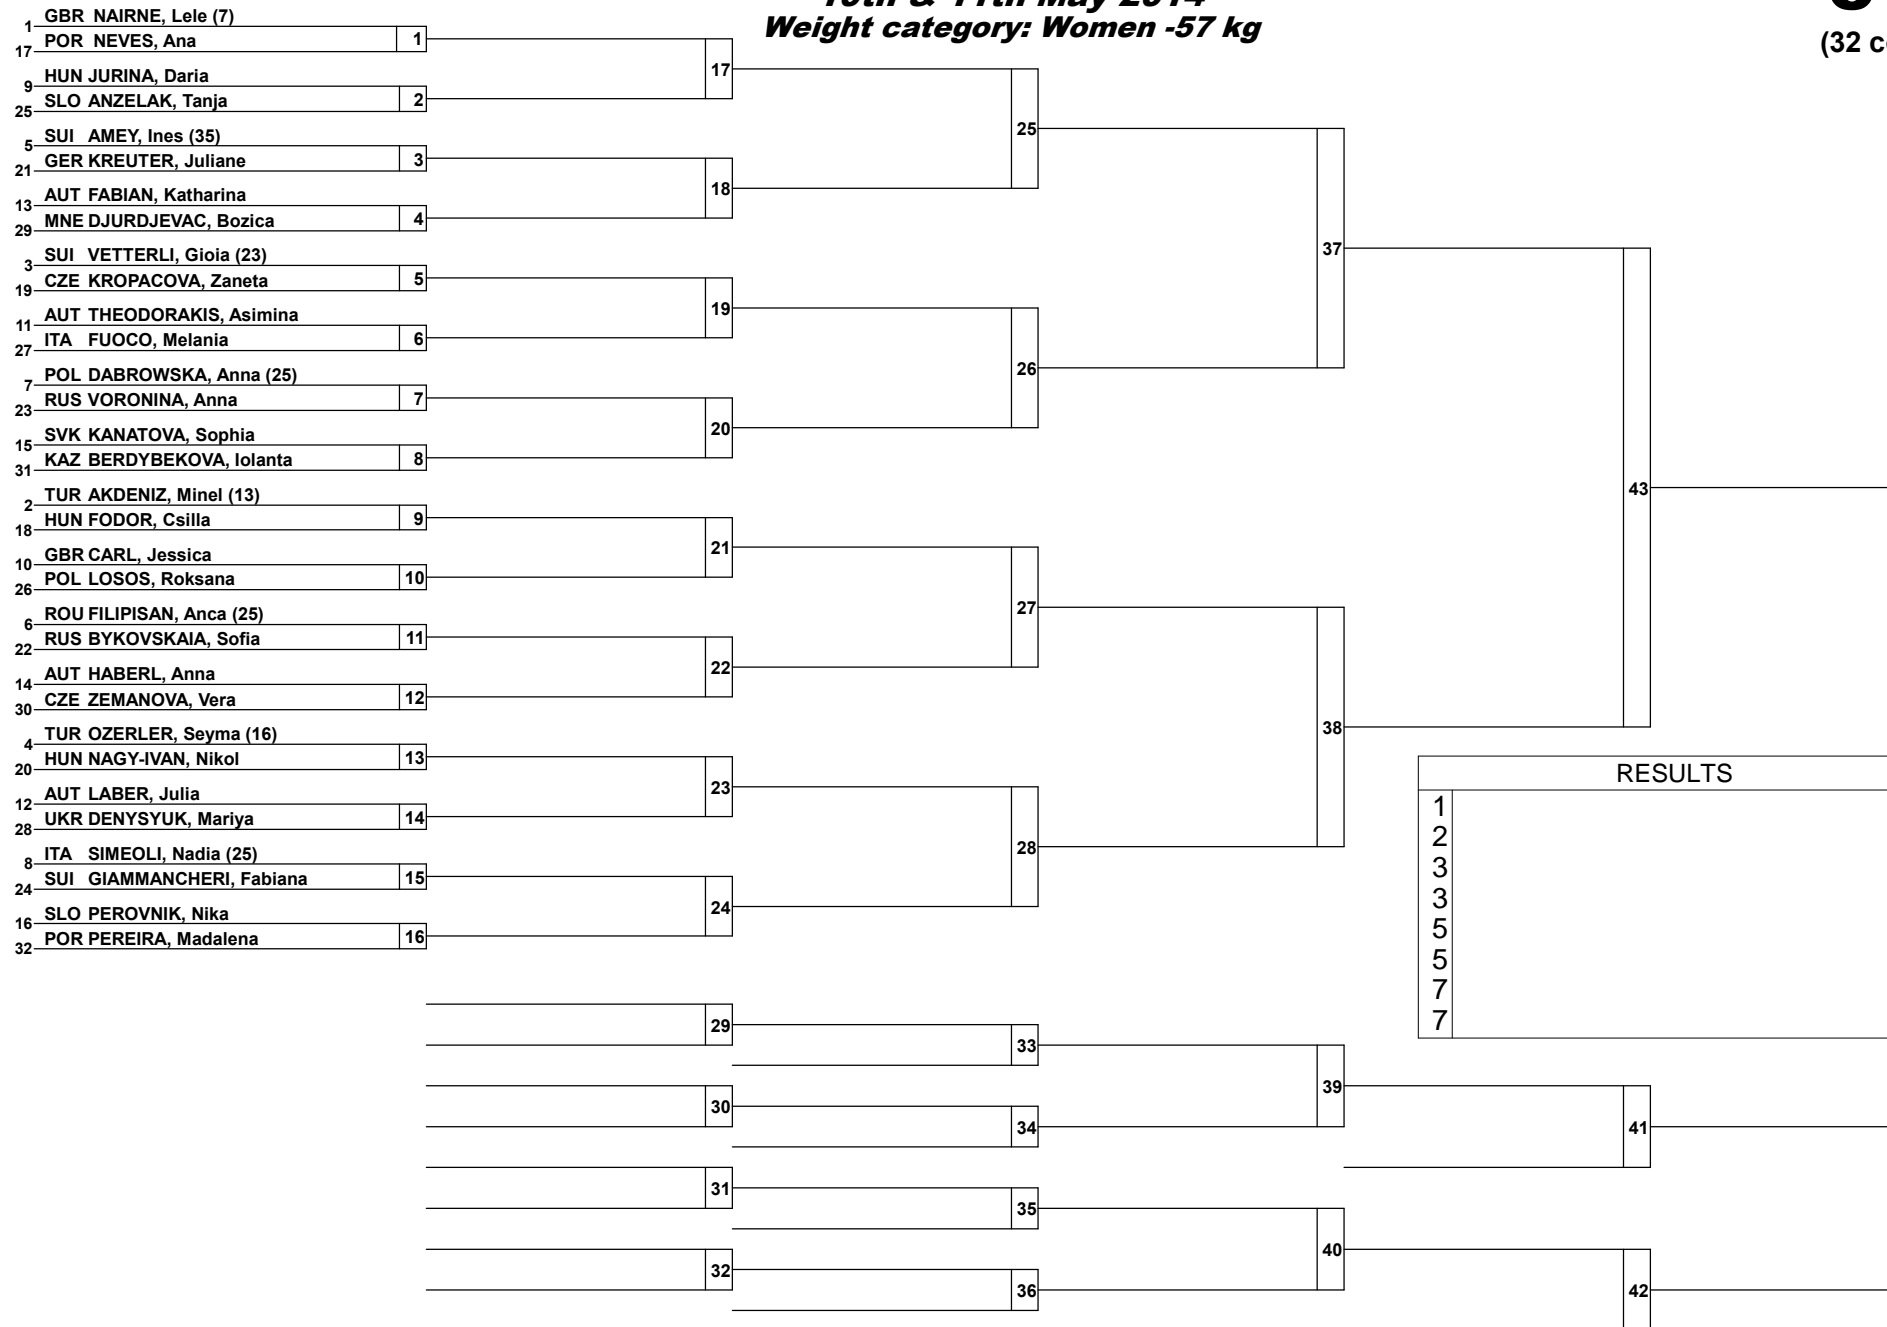 10th & 11th May 2014
Weight category: Women -57 kg
(32 c
1 GBR NAIRNE, Lele (7)
17 POR NEVES, Ana 1
9 HUN JURINA, Daria
25 SLO ANZELAK, Tanja 2
5 SUI AMEY, Ines (35)
21 GER KREUTER, Juliane 3
13 AUT FABIAN, Katharina
29 MNE DJURDJEVAC, Bozica 4
3 SUI VETTERLI, Gioia (23)
19 CZE KROPACOVA, Zaneta 5
11 AUT THEODORAKIS, Asimina
27 ITA FUOCO, Melania 6
7 POL DABROWSKA, Anna (25)
23 RUS VORONINA, Anna 7
15 SVK KANATOVA, Sophia
31 KAZ BERDYBEKOVA, Iolanta 8
2 TUR AKDENIZ, Minel (13)
18 HUN FODOR, Csilla 9
10 GBR CARL, Jessica
26 POL LOSOS, Roksana 10
6 ROU FILIPISAN, Anca (25)
22 RUS BYKOVSKAIA, Sofia 11
14 AUT HABERL, Anna
30 CZE ZEMANOVA, Vera 12
4 TUR OZERLER, Seyma (16)
20 HUN NAGY-IVAN, Nikol 13
12 AUT LABER, Julia
28 UKR DENYSYUK, Mariya 14
8 ITA SIMEOLI, Nadia (25)
24 SUI GIAMMANCHERI, Fabiana 15
16 SLO PEROVNIK, Nika
32 POR PEREIRA, Madalena 16
17
18
19
20
21
22
23
24
25
26
27
28
37
38
43
RESULTS
1
2
3
3
5
5
7
7
29
30
31
32
33
34
35
36
39
40
41
42